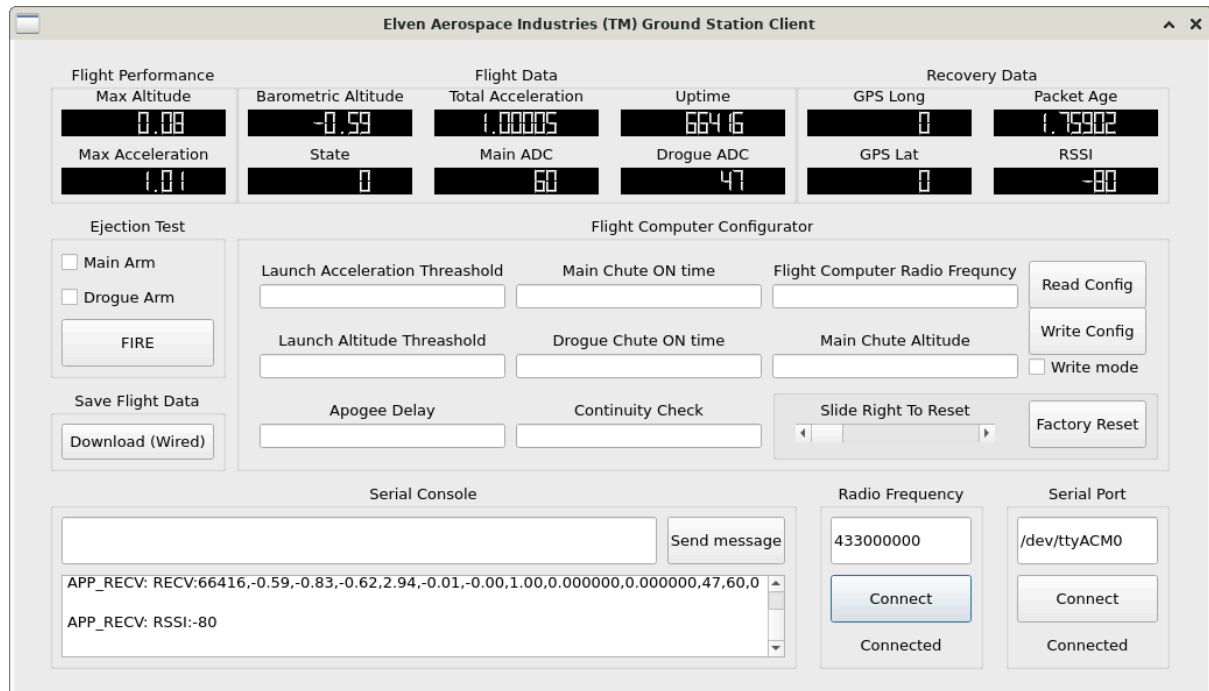 Elven Aerospace Industries (TM) Ground Station Client
Flight Performance Flight Data Recovery Data
Max Altitude Barometric Altitude Total Acceleration Uptime GPS Long Packet Age
0.08 -0.59 1.00005 66416 0 1.75902
Max Acceleration State Main ADC Drogue ADC GPS Lat RSSI
1.01 0 60 47 0 -80
Ejection Test Flight Computer Configurator
Main Arm
Launch Acceleration Threashold Main Chute ON time Flight Computer Radio Frequncy
Read Config
Drogue Arm
FIRE
Write Config
Launch Altitude Threashold Drogue Chute ON time Main Chute Altitude
Write mode
Save Flight Data
Apogee Delay Continuity Check Slide Right To Reset
Factory Reset
Download (Wired)
Serial Console Radio Frequency Serial Port
Send message 433000000 /dev/ttyACM0
APP_RECV: RECV:66416,-0.59,-0.83,-0.62,2.94,-0.01,-0.00,1.00,0.000000,0.000000,47,60,0
Connect Connect
APP_RECV: RSSI:-80
Connected Connected